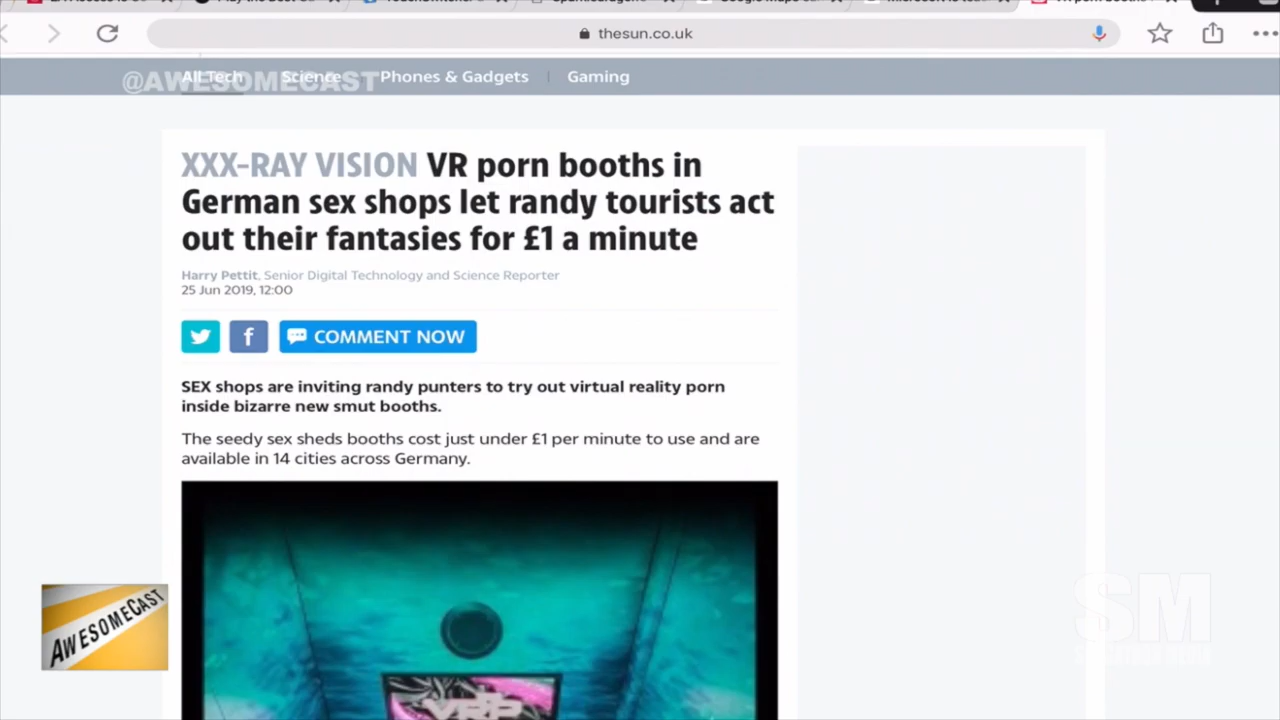 thesun.co.uk
@AWESOMECAST
All Tech Science Phones & Gadgets Gaming
XXX-RAY VISION VR porn booths in
German sex shops let randy tourists act
out their fantasies for £1 a minute
Harry Pettit, Senior Digital Technology and Science Reporter
25 Jun 2019, 12:00
f COMMENT NOW
SEX shops are inviting randy punters to try out virtual reality porn
inside bizarre new smut booths.
The seedy sex sheds booths cost just under £1 per minute to use and are
available in 14 cities across Germany.
AWESOMECAST
SM
VRP